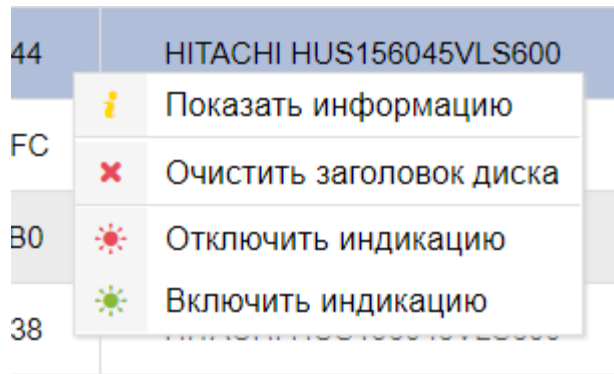 44 HITACHI HUS156045VLS600
Показать информацию
FC
Очистить заголовок диска
B0 Отключить индикацию
Включить индикацию
38